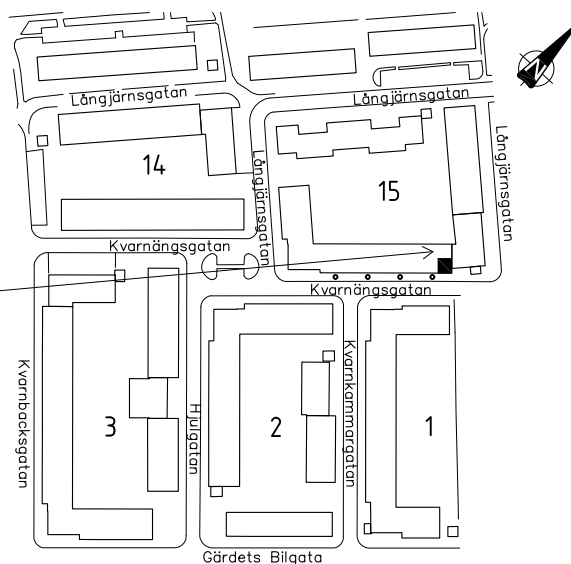 Långjärnsgatan
Långjärnsgatan
N
14
Långjärnsgatan
15
Långjärnsgatan
Kvarnängsgatan
Kvarnängsgatan
Kvarnbacksgatan
3
Hjulgatan
2
Kvarnkammargatan
1
Gärdets Bilgata